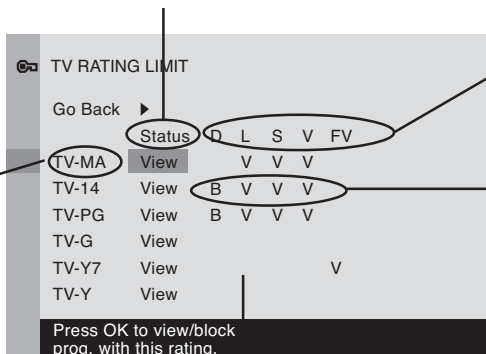 TV RATING LIMIT
Go Back
Status D L S V FV
TV-MA View V V V
TV-14 View B V V V
TV-PG View B V V V
TV-G View
TV-Y7 View V
TV-Y View
Press OK to view/block
prog. with this rating.